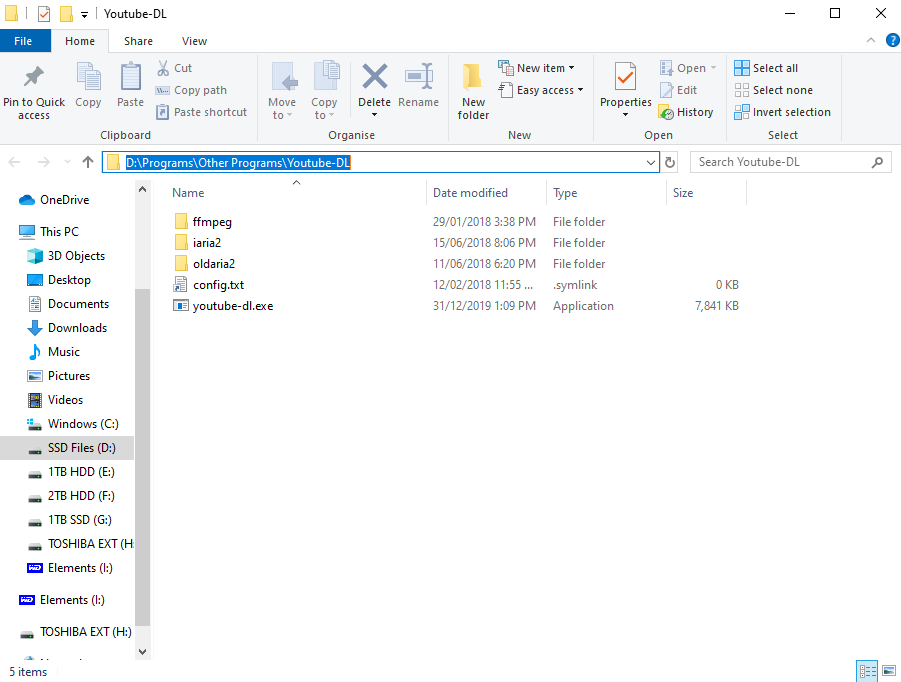 Youtube-DL
File Home Share View
Pin to Quick access
Copy
Paste
Cut
Copy path
Paste shortcut
Move to
Copy to
Delete
Rename
New folder
New item
Easy access
Properties
Open
Edit
History
Select all
Select none
Invert selection
Clipboard Organise New Open Select
D:\Programs\Other Programs\Youtube-DL
Search Youtube-DL
OneDrive
This PC
3D Objects
Desktop
Documents
Downloads
Music
Pictures
Videos
Windows (C:)
SSD Files (D:)
1TB HDD (E:)
2TB HDD (F:)
1TB SSD (G:)
TOSHIBA EXT (H:
Elements (I:)
Elements (I:)
TOSHIBA EXT (H:)
Name Date modified Type Size
ffmpeg 29/01/2018 3:38 PM File folder
iaria2 15/06/2018 8:06 PM File folder
oldaria2 11/06/2018 6:20 PM File folder
config.txt 12/02/2018 11:55 ... .symlink 0 KB
youtube-dl.exe 31/12/2019 1:09 PM Application 7,841 KB
5 items